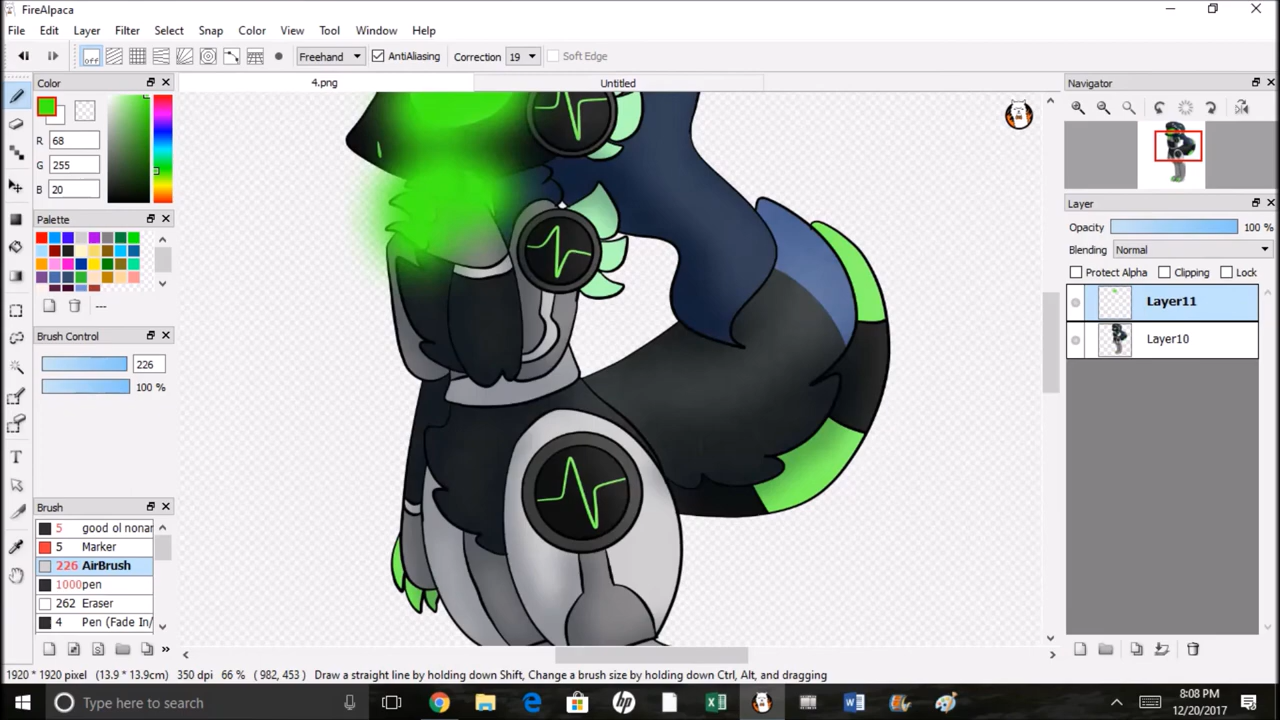 FireAlpaca
File Edit Layer Filter Select Snap Color View Tool Window Help
off Freehand AntiAliasing Correction 19 Soft Edge
Color
4.png Untitled
Navigator
R 68
G 255
B 20
Palette
Layer
Opacity 100 %
Blending Normal
Protect Alpha Clipping Lock
Layer11
---
Brush Control
Layer10
226
100 %
Brush
5 good ol nonar
5 Marker
226 AirBrush
1000 pen
262 Eraser
4 Pen (Fade In/
1920 * 1920 pixel (13.9 * 13.9cm) 350 dpi 66 % ( 982, 453) Draw a straight line by holding down Shift, Change a brush size by holding down Ctrl, Alt, and dragging
Type here to search
8:08 PM
12/20/2017